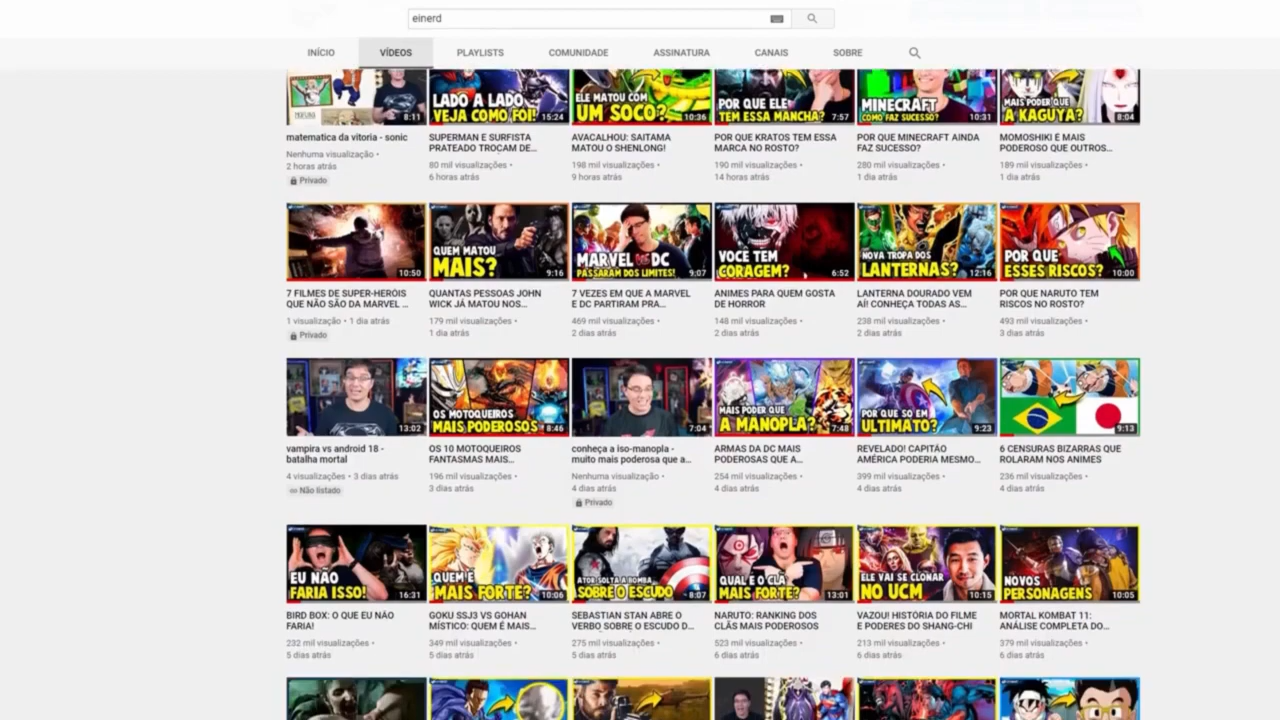 einerd
INÍCIO VÍDEOS PLAYLISTS COMUNIDADE ASSINATURA CANAIS SOBRE
8:11
LADO A LADO
VEJA COMO FOI!
15:24
ELE MATOU COM
UM SOCO?
10:36
POR QUE ELE
TEM ESSA MANCHA?
7:57
MINECRAFT
COMO FAZ SUCESSO?
10:31
MAIS PODER QUE
A KAGUYA?
8:04
matematica da vitoria - sonic
Nenhuma visualização •
2 horas atrás
Privado
SUPERMAN E SURFISTA
PRATEADO TROCAM DE...
80 mil visualizações •
6 horas atrás
AVACALHOU: SAITAMA
MATOU O SHENLONG!
198 mil visualizações •
9 horas atrás
POR QUE KRATOS TEM ESSA
MARCA NO ROSTO?
190 mil visualizações •
14 horas atrás
POR QUE MINECRAFT AINDA
FAZ SUCESSO?
280 mil visualizações •
1 dia atrás
MOMOSHIKI É MAIS
PODEROSO QUE OUTROS...
189 mil visualizações •
1 dia atrás
10:50
QUEM MATOU
MAIS?
9:16
MARVEL VS DC
PASSARAM DOS LIMITES!
9:07
VOCÊ TEM
CORAGEM?
6:52
NOVA TROPA DOS
LANTERNAS?
12:16
POR QUE
ESSES RISCOS?
10:00
7 FILMES DE SUPER-HERÓIS
QUE NÃO SÃO DA MARVEL ...
1 visualização • 1 dia atrás
Privado
QUANTAS PESSOAS JOHN
WICK JÁ MATOU NOS...
179 mil visualizações •
1 dia atrás
7 VEZES EM QUE A MARVEL
E DC PARTIRAM PRA...
469 mil visualizações •
2 dias atrás
ANIMES PARA QUEM GOSTA
DE HORROR
148 mil visualizações •
2 dias atrás
LANTERNA DOURADO VEM
AÍ! CONHEÇA TODAS AS...
238 mil visualizações •
2 dias atrás
POR QUE NARUTO TEM
RISCOS NO ROSTO?
493 mil visualizações •
3 dias atrás
13:02
OS MOTOQUEIROS
MAIS PODEROSOS
8:46
7:04
MAIS PODER QUE
A MANOPLA?
7:48
POR QUE SÓ EM
ULTIMATO?
9:23
9:13
vampira vs android 18 -
batalha mortal
4 visualizações • 3 dias atrás
Não listado
OS 10 MOTOQUEIROS
FANTASMAS MAIS...
196 mil visualizações •
3 dias atrás
conheça a iso-manopla -
muito mais poderosa que a...
Nenhuma visualização •
4 dias atrás
Privado
ARMAS DA DC MAIS
PODEROSAS QUE A...
254 mil visualizações •
4 dias atrás
REVELADO! CAPITÃO
AMÉRICA PODERIA MESMO...
399 mil visualizações •
4 dias atrás
6 CENSURAS BIZARRAS QUE
ROLARAM NOS ANIMES
236 mil visualizações •
4 dias atrás
EU NÃO
FARIA ISSO!
16:31
QUEM É
MAIS FORTE?
10:06
ATOR SOLTA A BOMBA
SOBRE O ESCUDO
8:07
QUAL É O CLÃ
MAIS FORTE?
13:01
ELE VAI SE CLONAR
NO UCM
10:15
NOVOS
PERSONAGENS
10:05
BIRD BOX: O QUE EU NÃO
FARIA!
232 mil visualizações •
5 dias atrás
GOKU SSJ3 VS GOHAN
MÍSTICO: QUEM É MAIS...
349 mil visualizações •
5 dias atrás
SEBASTIAN STAN ABRE O
VERBO SOBRE O ESCUDO D...
275 mil visualizações •
5 dias atrás
NARUTO: RANKING DOS
CLÃS MAIS PODEROSOS
523 mil visualizações •
6 dias atrás
VAZOU! HISTÓRIA DO FILME
E PODERES DO SHANG-CHI
213 mil visualizações •
6 dias atrás
MORTAL KOMBAT 11:
ANÁLISE COMPLETA DO...
379 mil visualizações •
6 dias atrás